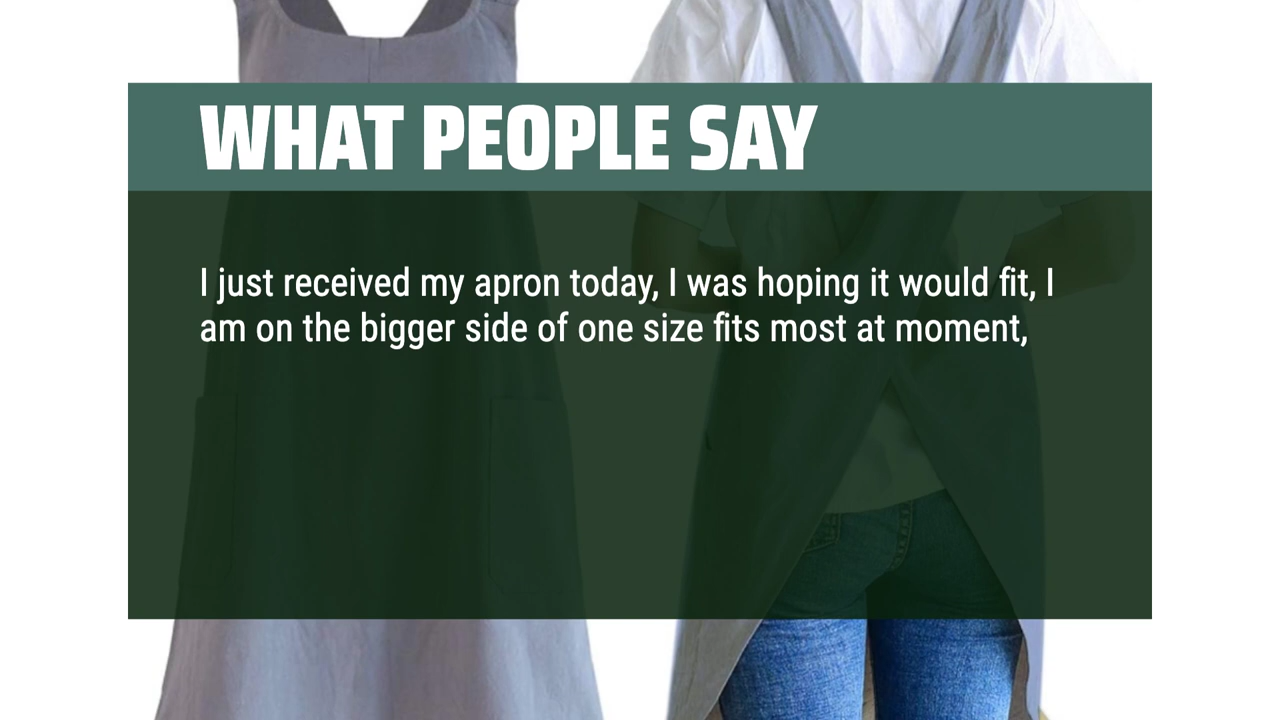 WHAT PEOPLE SAY
I just received my apron today, I was hoping it would fit, I
am on the bigger side of one size fits most at moment,